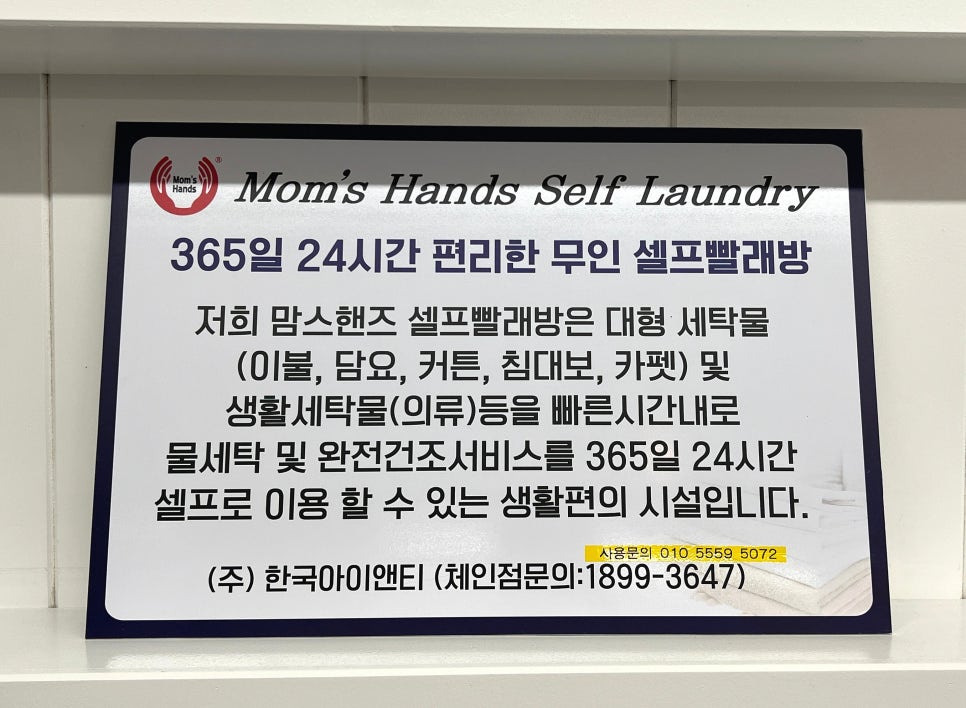 Mom's Hands ®
Mom's Hands Self Laundry
365일 24시간 편리한 무인 셀프빨래방
저희 맘스핸즈 셀프빨래방은 대형 세탁물
(이불, 담요, 커튼, 침대보, 카펫) 및
생활세탁물(의류)등을 빠른시간내로
물세탁 및 완전건조서비스를 365일 24시간
셀프로 이용 할 수 있는 생활편의 시설입니다.
사용문의 010 5559 5072
(주) 한국아이앤티 (체인점문의:1899-3647)